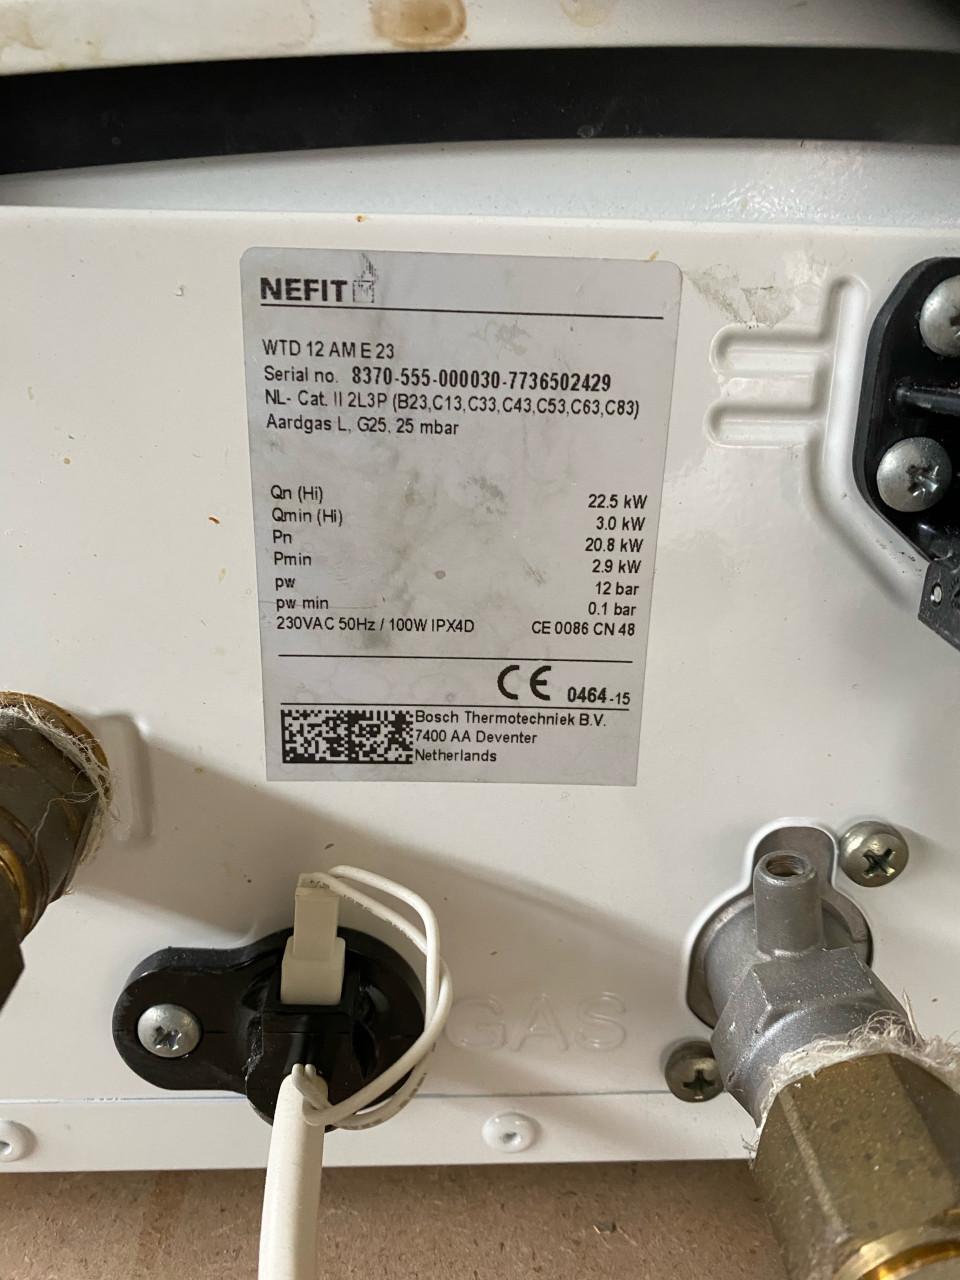 NEFIT
WTD 12 AM E 23
Serial no. 8370-555-000030-7736502429
NL- Cat. II 2L3P (B23,C13,C33,C43,C53,C63,C83)
Aardgas L, G25, 25 mbar
Qn (Hi) 22.5 kW
Qmin (Hi) 3.0 kW
Pn 20.8 kW
Pmin 2.9 kW
pw 12 bar
pw min 0.1 bar
230VAC 50Hz / 100W IPX4D CE 0086 CN 48
CE 0464-15
Bosch Thermotechniek B.V.
7400 AA Deventer
Netherlands
GAS